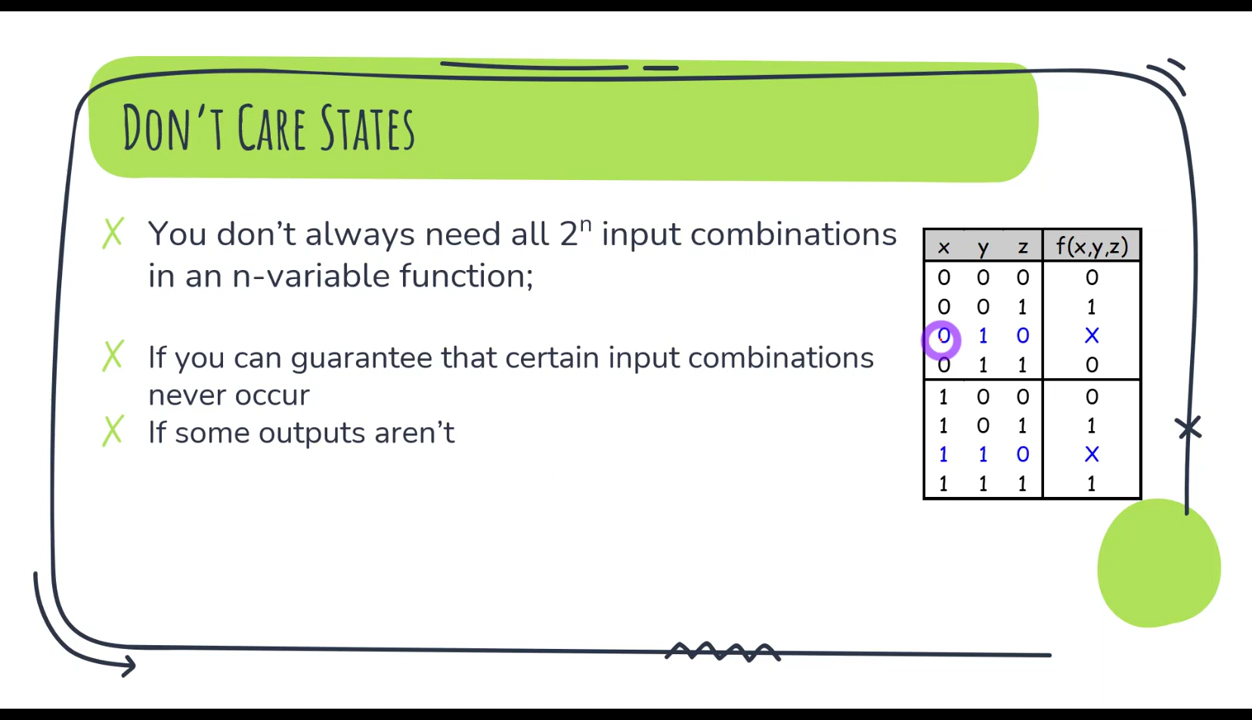 DON'T CARE STATES
You don't always need all 2ⁿ input combinations
in an n-variable function;
If you can guarantee that certain input combinations
never occur
If some outputs aren't
x y z f(x,y,z)
0 0 0 0
0 0 1 1
0 1 0 X
0 1 1 0
1 0 0 0
1 0 1 1
1 1 0 X
1 1 1 1